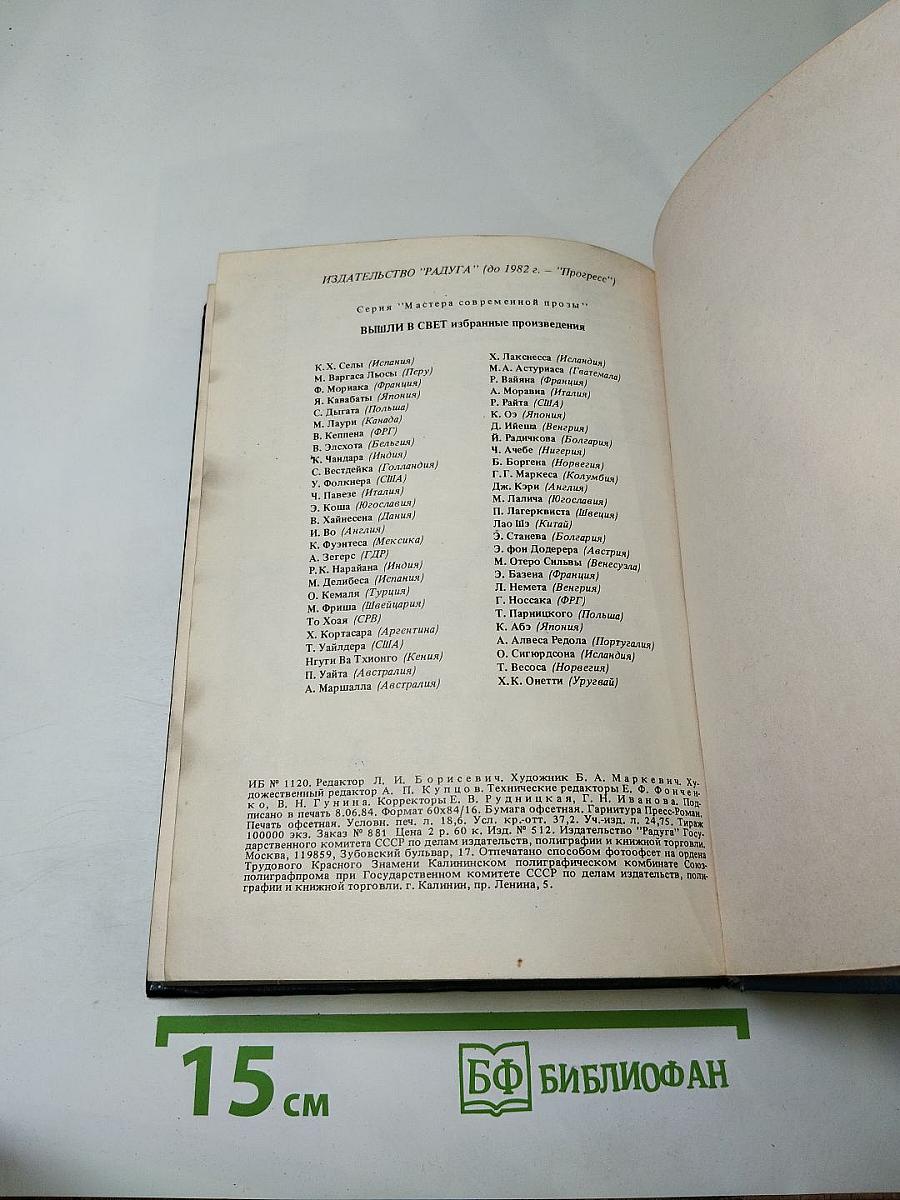 ИЗДАТЕЛЬСТВО "РАДУГА" (до 1982 г. – "Прогресс")
Серия "Мастера современной прозы"
ВЫШЛИ В СВЕТ избранные произведения
К.Х. Селы (Испания)
М. Варгаса Льосы (Перу)
Ф. Мориака (Франция)
Я. Кавабаты (Япония)
С. Дыгата (Польша)
М. Лаури (Канада)
В. Кеппена (ФРГ)
В. Элсхота (Бельгия)
К. Чандара (Индия)
С. Вестдейка (Голландия)
У. Фолкнера (США)
Ч. Павезе (Италия)
Э. Коша (Югославия)
В. Хайнесена (Дания)
И. Во (Англия)
К. Фуэнтеса (Мексика)
А. Зегерс (ГДР)
Р.К. Нарайана (Индия)
М. Делибеса (Испания)
О. Кемаля (Турция)
М. Фриша (Швейцария)
То Хоая (СРВ)
Х. Кортасара (Аргентина)
Т. Уайлдера (США)
Нгуги Ва Тхионго (Кения)
П. Уайта (Австралия)
А. Маршалла (Австралия)
Х. Лакснесса (Исландия)
М.А. Астуриаса (Гватемала)
Р. Вайяна (Франция)
А. Моравиа (Италия)
Р. Райта (США)
К. Оэ (Япония)
Д. Ийеша (Венгрия)
Й. Радичкова (Болгария)
Ч. Ачебе (Нигерия)
Б. Боргена (Норвегия)
Г.Г. Маркеса (Колумбия)
Дж. Кэри (Англия)
М. Лалича (Югославия)
П. Лагерквиста (Швеция)
Лао Шэ (Китай)
Э. Станева (Болгария)
Э. фон Додерера (Австрия)
М. Отеро Сильвы (Венесуэла)
Э. Базена (Франция)
Л. Немета (Венгрия)
Г. Носсака (ФРГ)
Т. Парницкого (Польша)
К. Абэ (Япония)
А. Алвеса Редола (Португалия)
О. Сигюрдсона (Исландия)
Т. Весоса (Норвегия)
Х.К. Онетти (Уругвай)
ИБ № 1120. Редактор Л. И. Борисевич. Художник Б. А. Маркевич. Ху-
дожественный редактор А. П. Купцов. Технические редакторы Е. Ф. Фончен-
ко, В. Н. Гунина. Корректоры Е. В. Рудницкая, Г. Н. Иванова. Под-
писано в печать 8.06.84. Формат 60x84/16. Бумага офсетная. Гарнитура Пресс-Роман.
Печать офсетная. Условн. печ. л. 18,6. Усл. кр.-отт. 37,2. Уч.-изд. л. 24,15. Тираж
100000 экз. Заказ № 881 Цена 2 р. 60 к. Изд. № 512. Издательство "Радуга" Госу-
дарственного комитета СССР по делам издательств, полиграфии и книжной торговли.
Москва, 119859, Зубовский бульвар, 17. Отпечатано способом фотоофсет на ордена
Трудового Красного Знамени Калининском полиграфическом комбинате Союз-
полиграфпрома при Государственном комитете СССР по делам издательств, поли-
графии и книжной торговли. г. Калинин, пр. Ленина, 5.
15 см
БФ БИБЛИОФАН